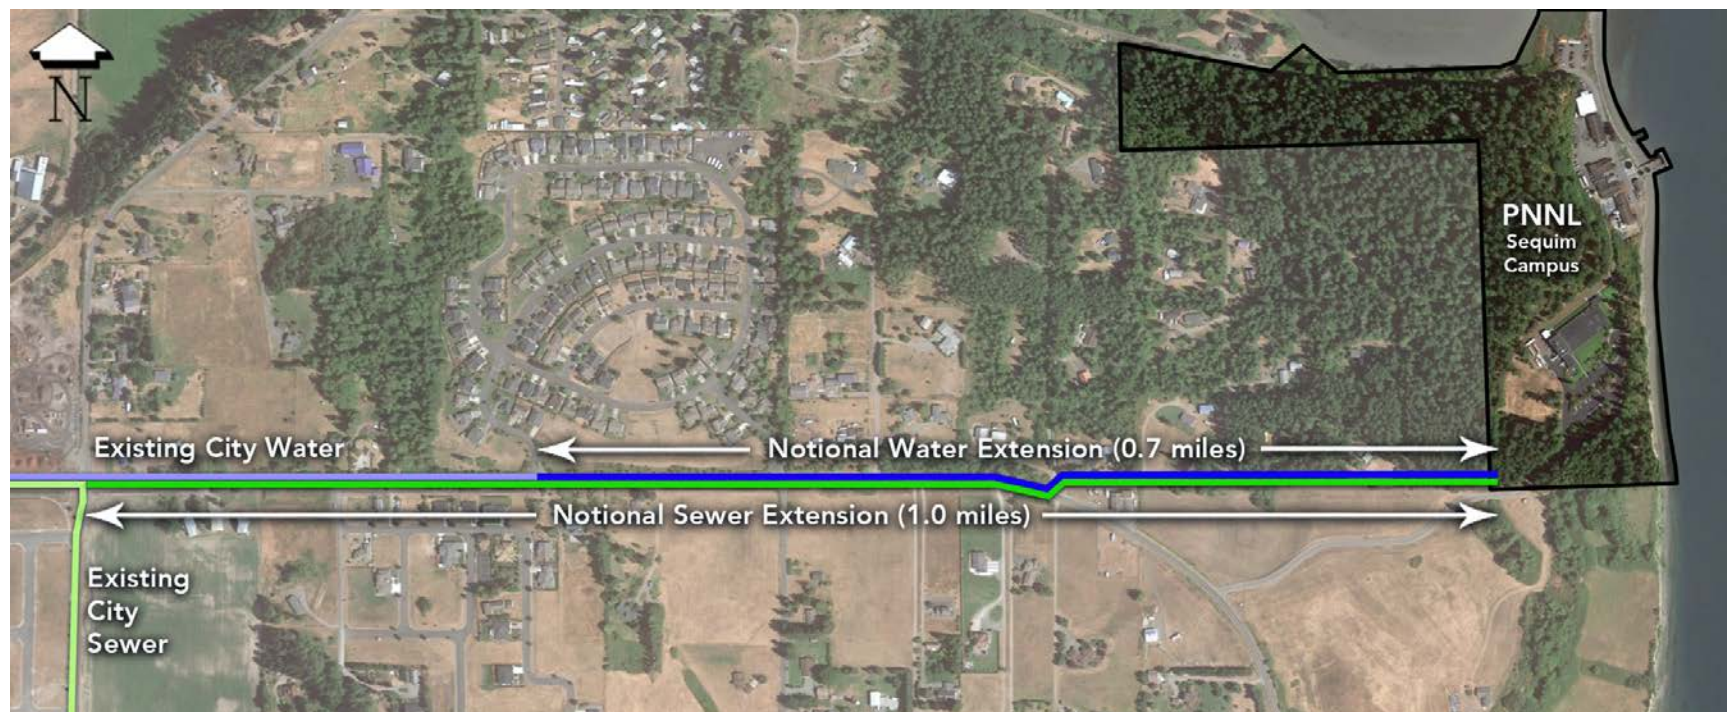 N
PNNL
Sequim
Campus
Existing City Water
Notional Water Extension (0.7 miles)
Notional Sewer Extension (1.0 miles)
Existing
City
Sewer